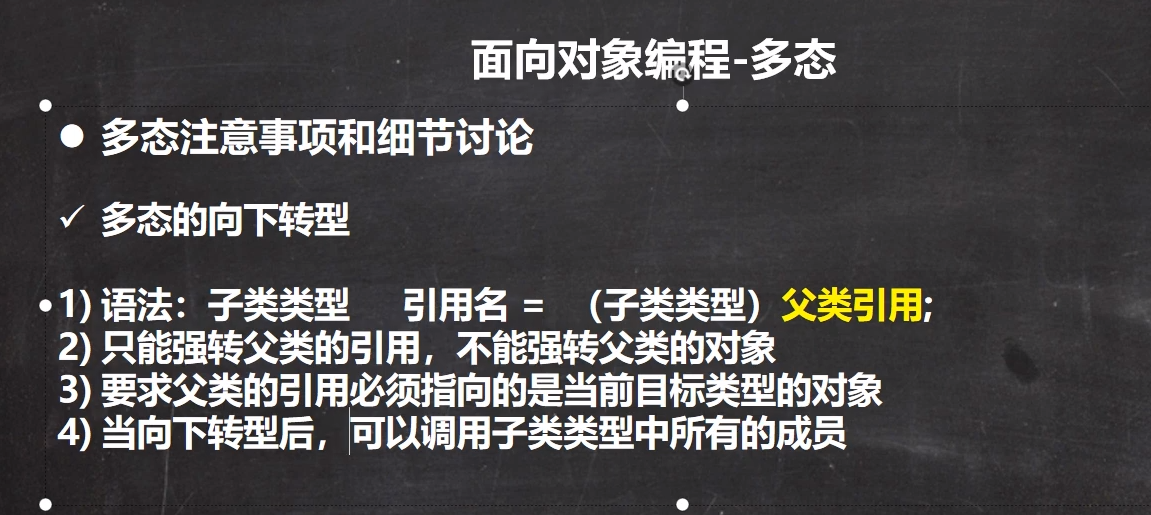 面向对象编程-多态
● 多态注意事项和细节讨论
✓ 多态的向下转型
1) 语法：子类类型 引用名 = （子类类型）父类引用;
2) 只能强转父类的引用，不能强转父类的对象
3) 要求父类的引用必须指向的是当前目标类型的对象
4) 当向下转型后，可以调用子类类型中所有的成员